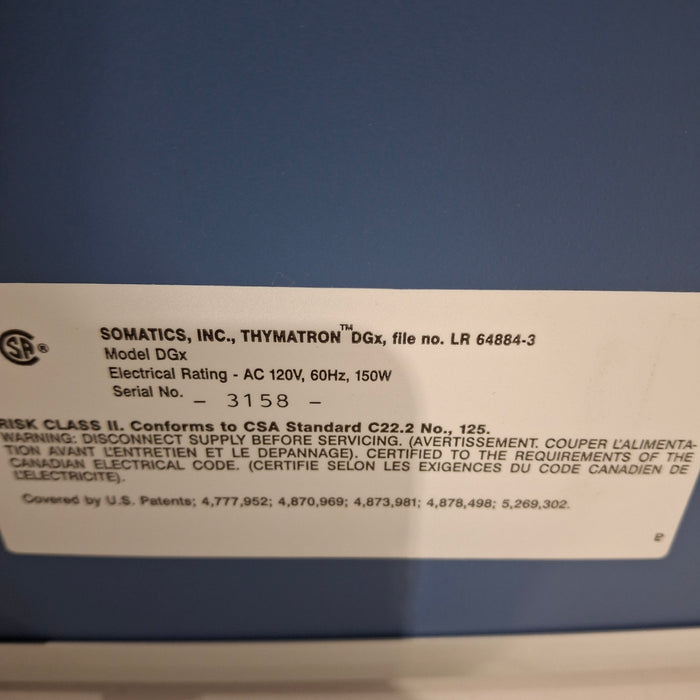 SA®
SOMATICS, INC., THYMATRON™ DGx, file no. LR 64884-3
Model DGx
Electrical Rating - AC 120V, 60Hz, 150W
Serial No. – 3158 –
RISK CLASS II. Conforms to CSA Standard C22.2 No., 125.
WARNING: DISCONNECT SUPPLY BEFORE SERVICING. (AVERTISSEMENT. COUPER L'ALIMENTA-
TION AVANT L'ENTRETIEN ET LE DEPANNAGE). CERTIFIED TO THE REQUIREMENTS OF THE
CANADIAN ELECTRICAL CODE. (CERTIFIE SELON LES EXIGENCES DU CODE CANADIEN DE
L'ELECTRICITE).
Covered by U.S. Patents; 4,777,952; 4,870,969; 4,873,981; 4,878,498; 5,269,302.